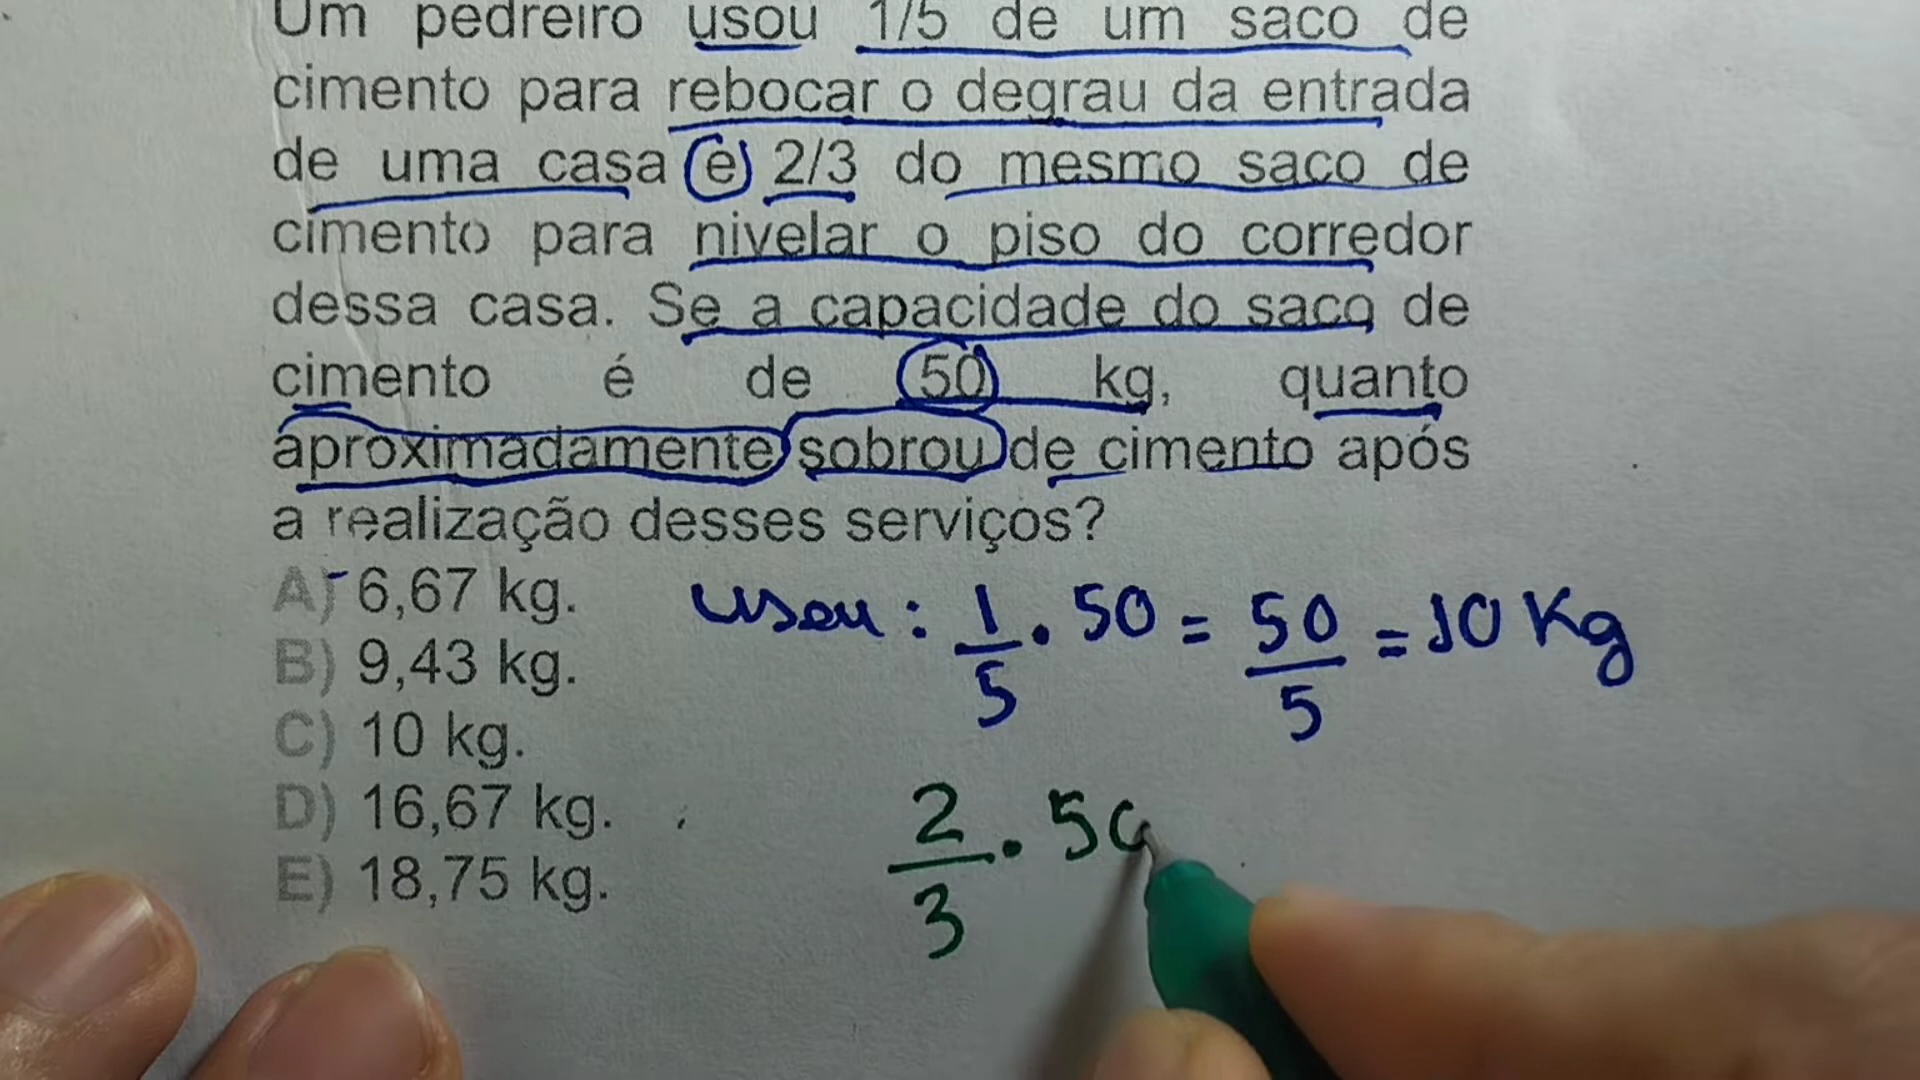 Um pedreiro usou 1/5 de um saco de
cimento para rebocar o degrau da entrada
de uma casa e 2/3 do mesmo saco de
cimento para nivelar o piso do corredor
dessa casa. Se a capacidade do saco de
cimento é de 50 kg, quanto
aproximadamente sobrou de cimento após
a realização desses serviços?
A) 6,67 kg.
B) 9,43 kg.
C) 10 kg.
D) 16,67 kg.
E) 18,75 kg.
usou : 1/5 . 50 = 50/5 = 10 Kg
2/3 . 50